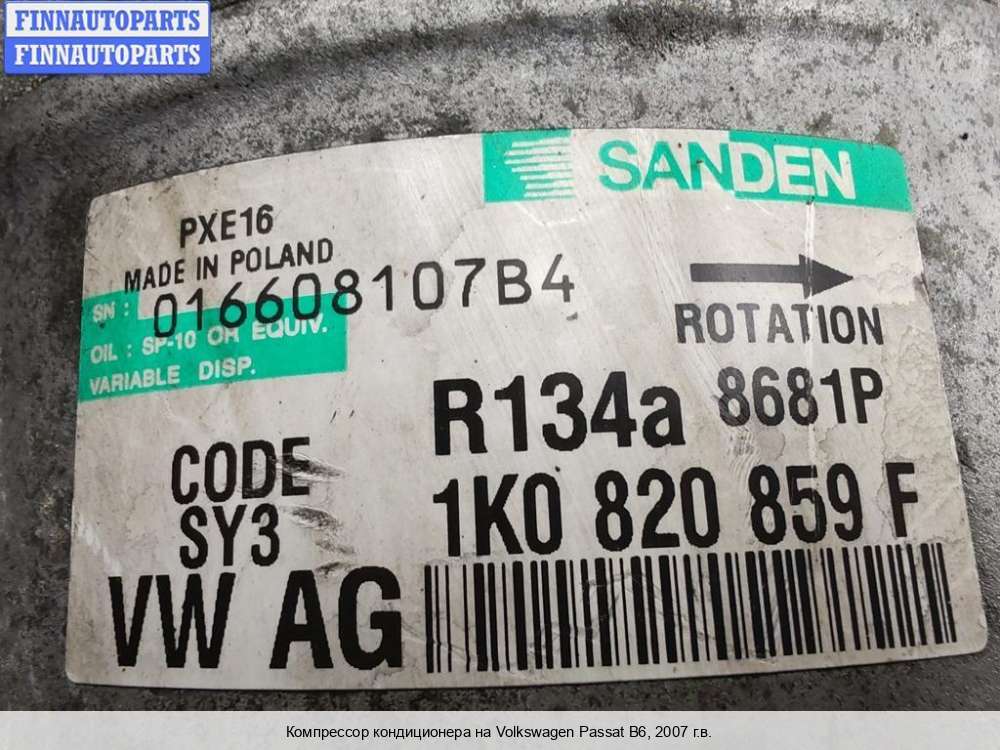 FINNAUTOPARTS
FINNAUTOPARTS
SANDEN
PXE16
MADE IN POLAND
SN : 016608107B4
OIL : SP-10 OR EQUIV.
VARIABLE DISP.
ROTATION
R134a 8681P
CODE
SY3
1K0 820 859 F
VW AG
Компрессор кондиционера на Volkswagen Passat B6, 2007 г.в.